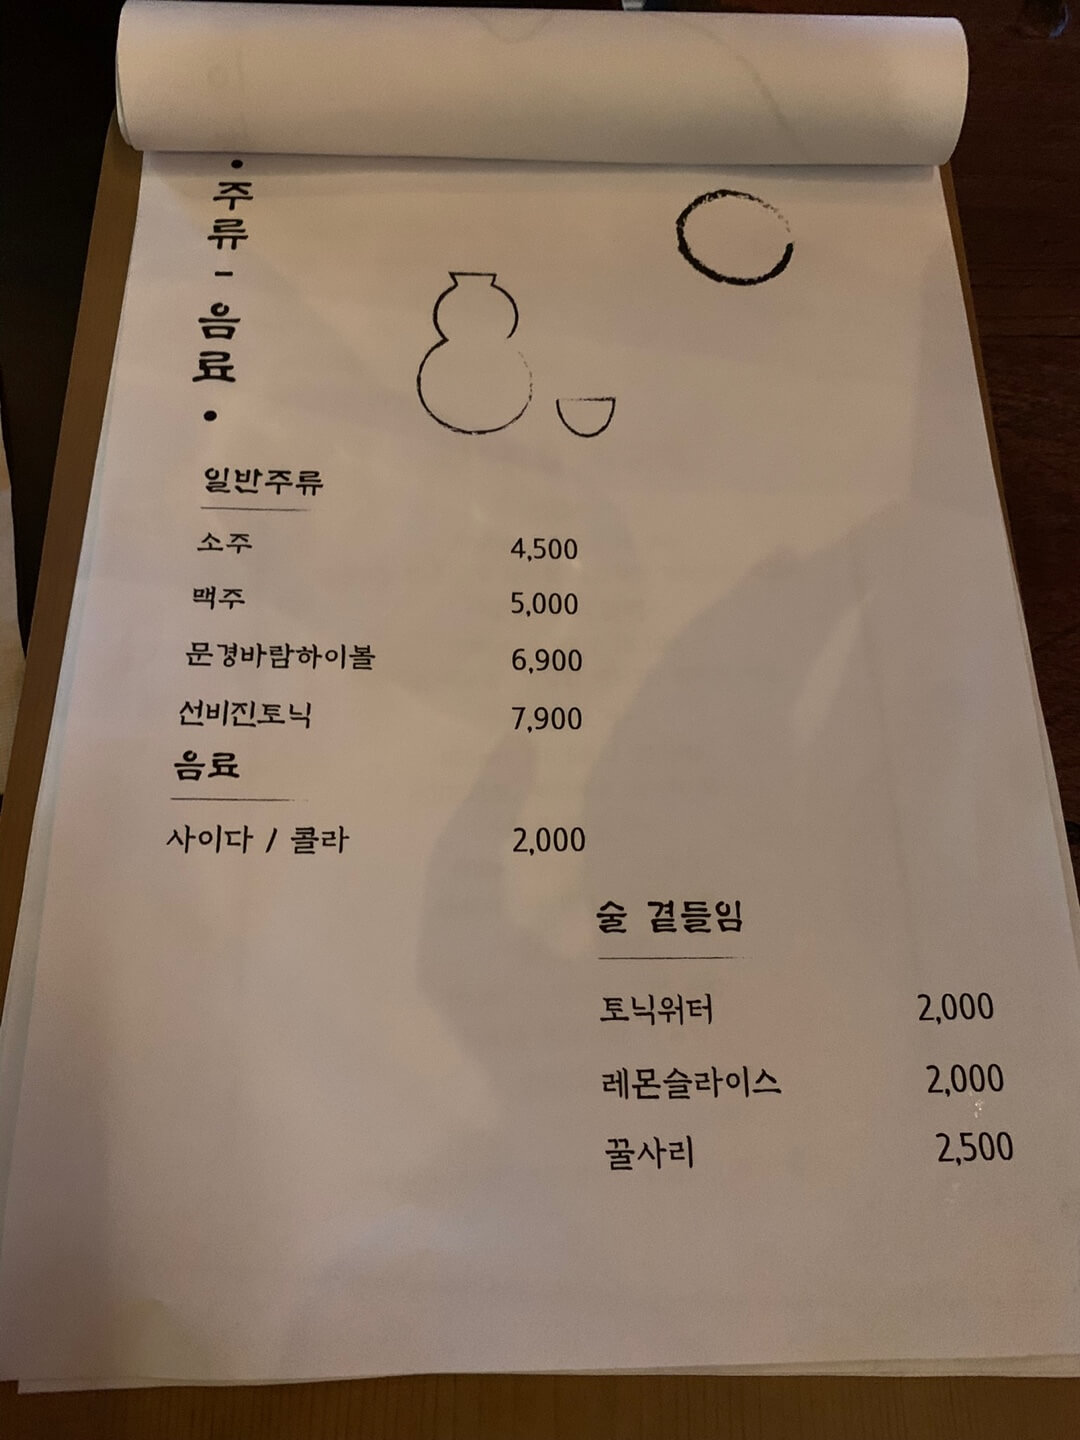 • 주류 - 음료 •
일반주류
소주 4,500
맥주 5,000
문경바람하이볼 6,900
선비진토닉 7,900
음료
사이다 / 콜라 2,000
술 곁들임
토닉워터 2,000
레몬슬라이스 2,000
꿀사리 2,500